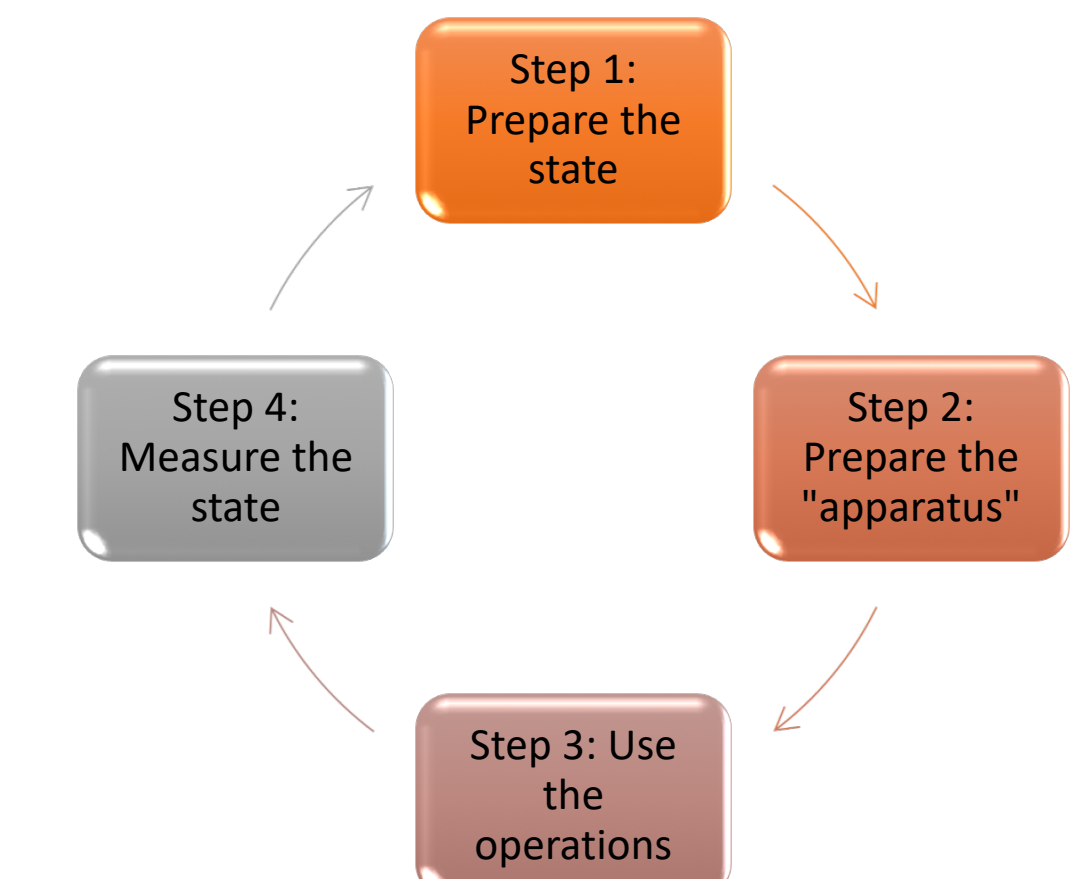 Step 1:
Prepare the
state
Step 2:
Prepare the
"apparatus"
Step 3: Use
the
operations
Step 4:
Measure the
state